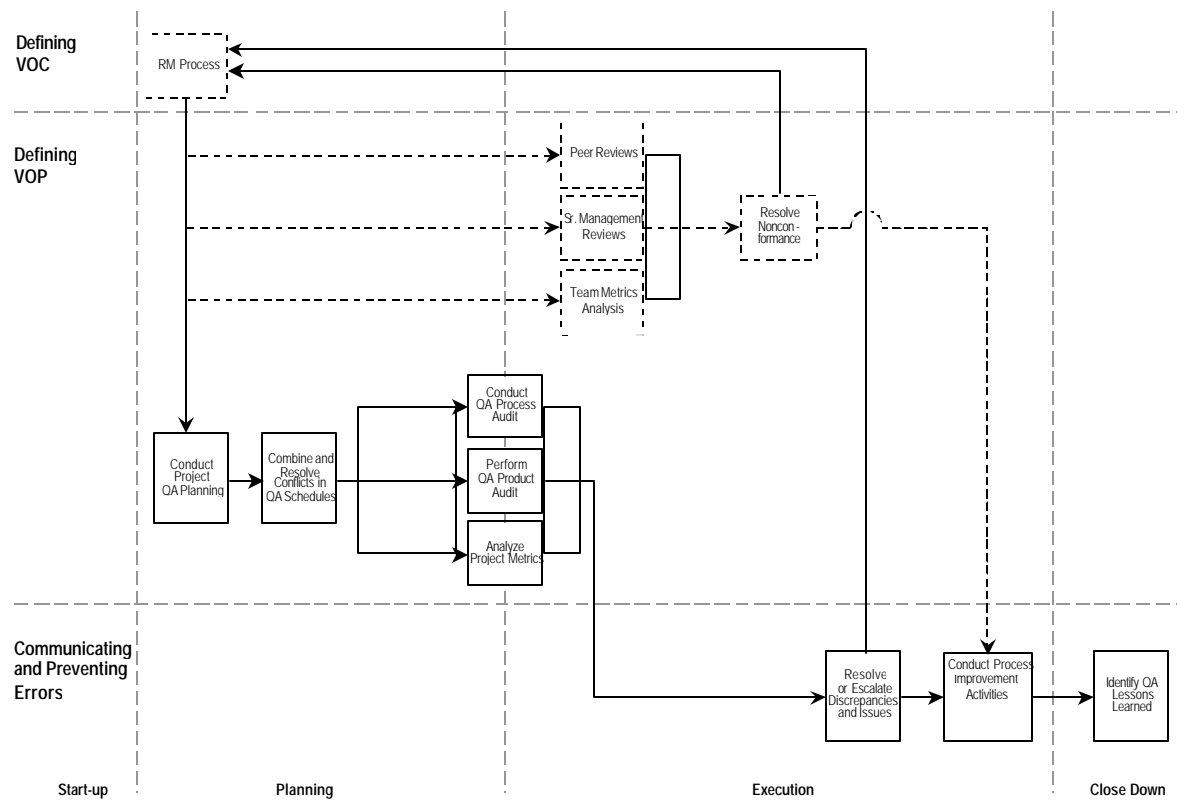 Defining
VOC
RM Process
Defining
VOP
Peer Reviews
Sr. Management
Reviews
Team Metrics
Analysis
Resolve
Noncon -
formance
Conduct
Project
QA Planning
Combine and
Resolve
Conflicts in
QA Schedules
Conduct
QA Process
Audit
Perform
QA Product
Audit
Analyze
Project Metrics
Communicating
and Preventing
Errors
Resolve
or Escalate
Discrepancies
and Issues
Conduct Process
Improvement
Activities
Identify QA
Lessons
Learned
Start-up
Planning
Execution
Close Down